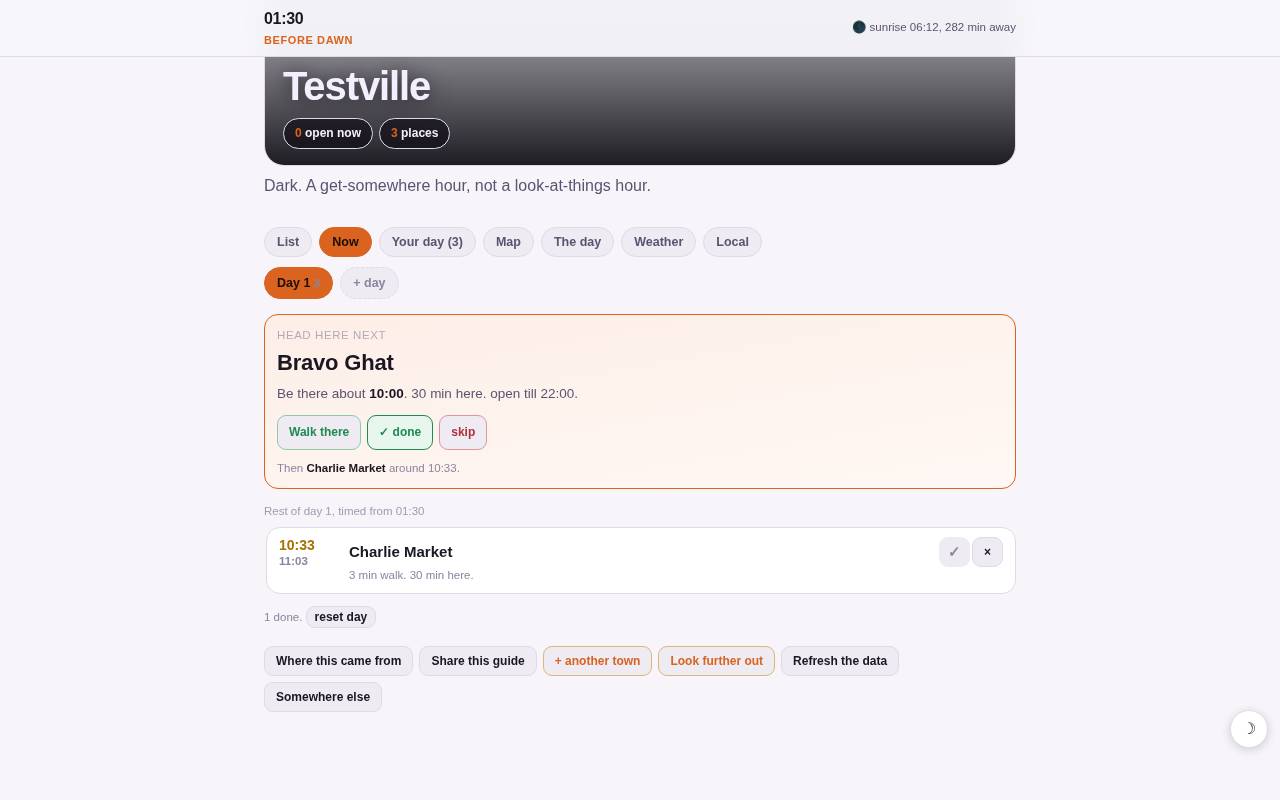 01:30
BEFORE DAWN
sunrise 06:12, 282 min away
Testville
0 open now
3 places
Dark. A get-somewhere hour, not a look-at-things hour.
List
Now
Your day (3)
Map
The day
Weather
Local
Day 1 ×
+ day
HEAD HERE NEXT
Bravo Ghat
Be there about 10:00. 30 min here. open till 22:00.
Walk there
✓ done
skip
Then Charlie Market around 10:33.
Rest of day 1, timed from 01:30
10:33
11:03
Charlie Market
3 min walk. 30 min here.
✓
×
1 done. reset day
Where this came from
Share this guide
+ another town
Look further out
Refresh the data
Somewhere else